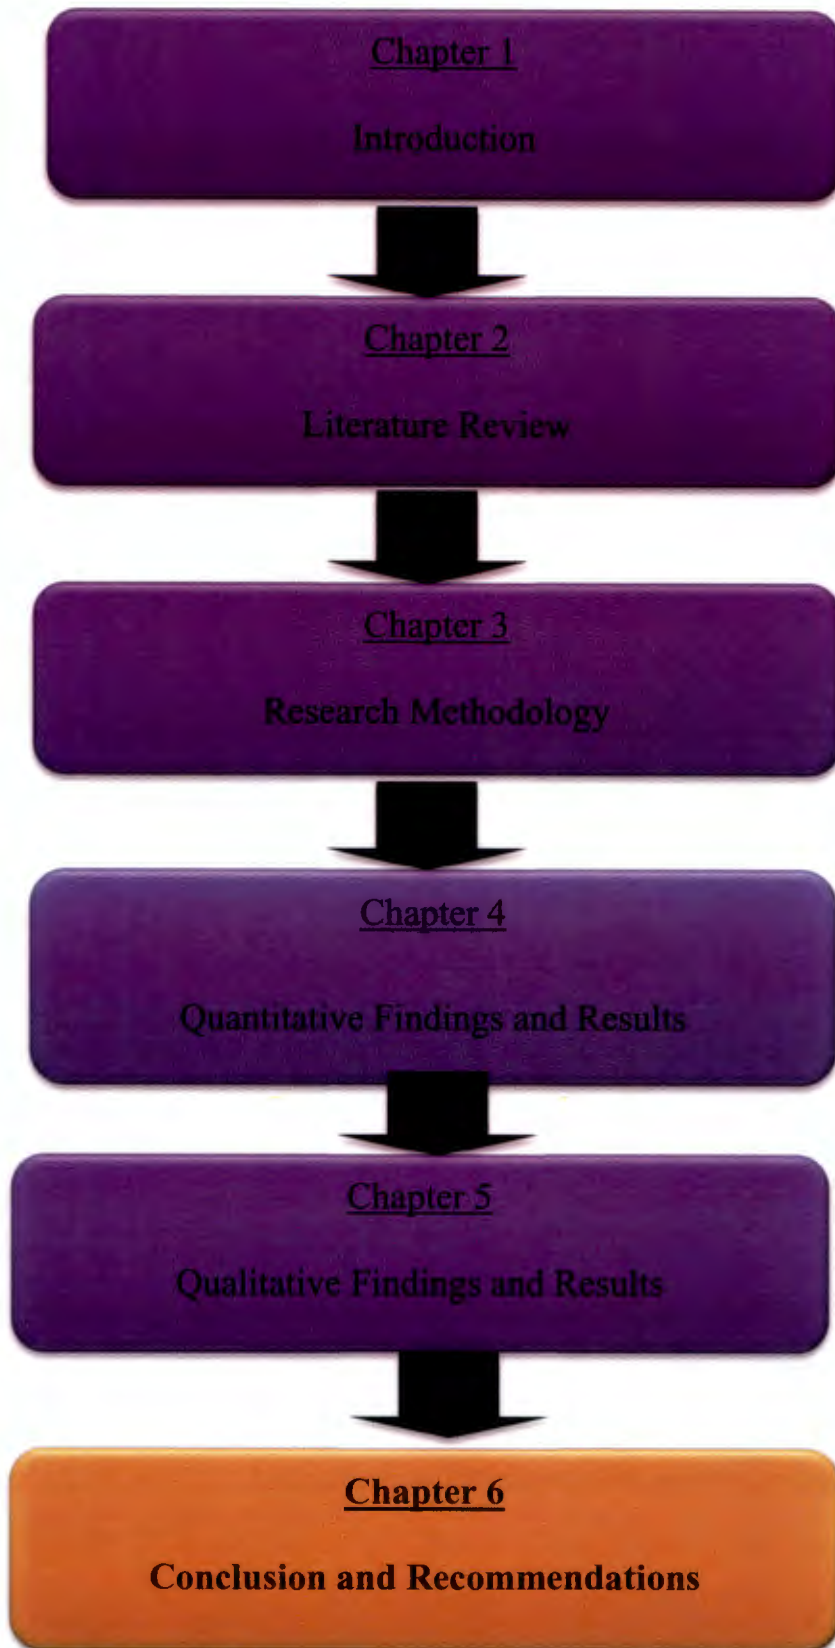 Chapter 1
Introduction
Chapter 2
Literature Review
Chapter 3
Research Methodology
Chapter 4
Quantitative Findings and Results
Chapter 5
Qualitative Findings and Results
Chapter 6
Conclusion and Recommendations